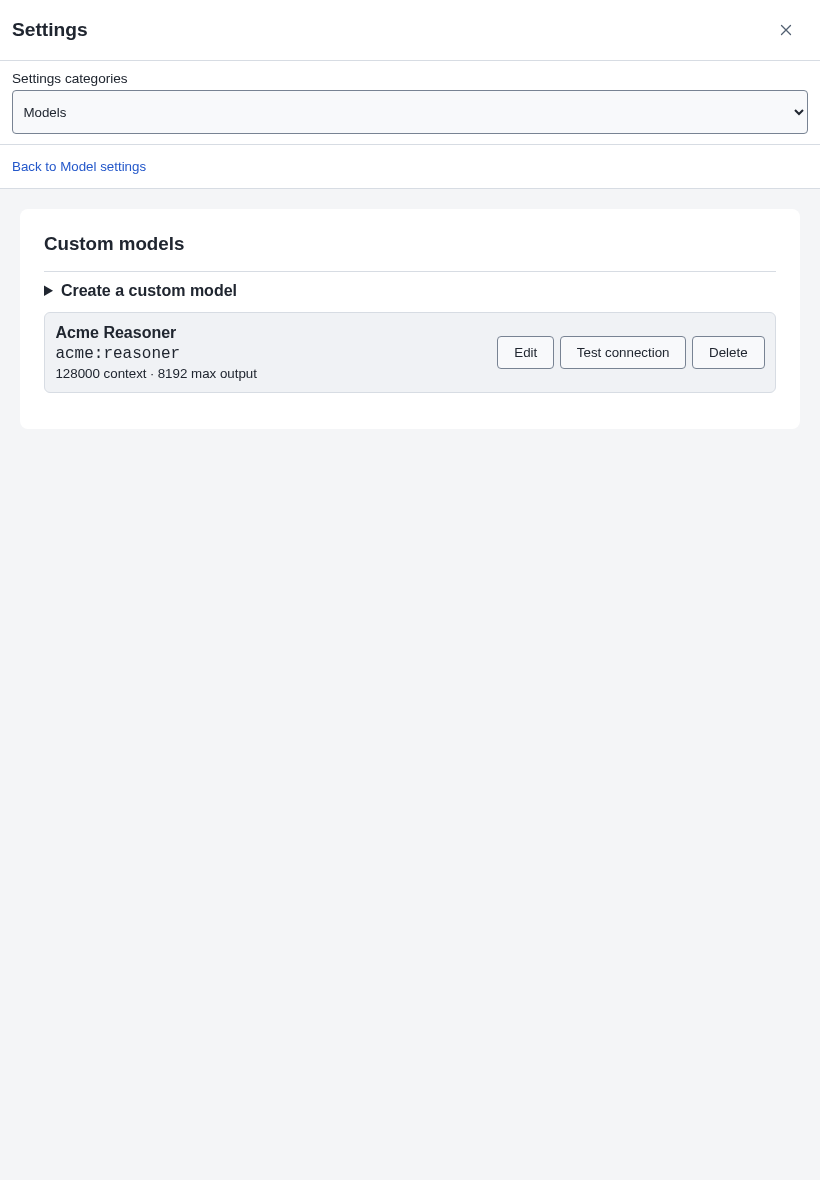 Settings
Settings categories
Models
Back to Model settings
Custom models
Create a custom model
Acme Reasoner
acme:reasoner
128000 context · 8192 max output
Edit
Test connection
Delete